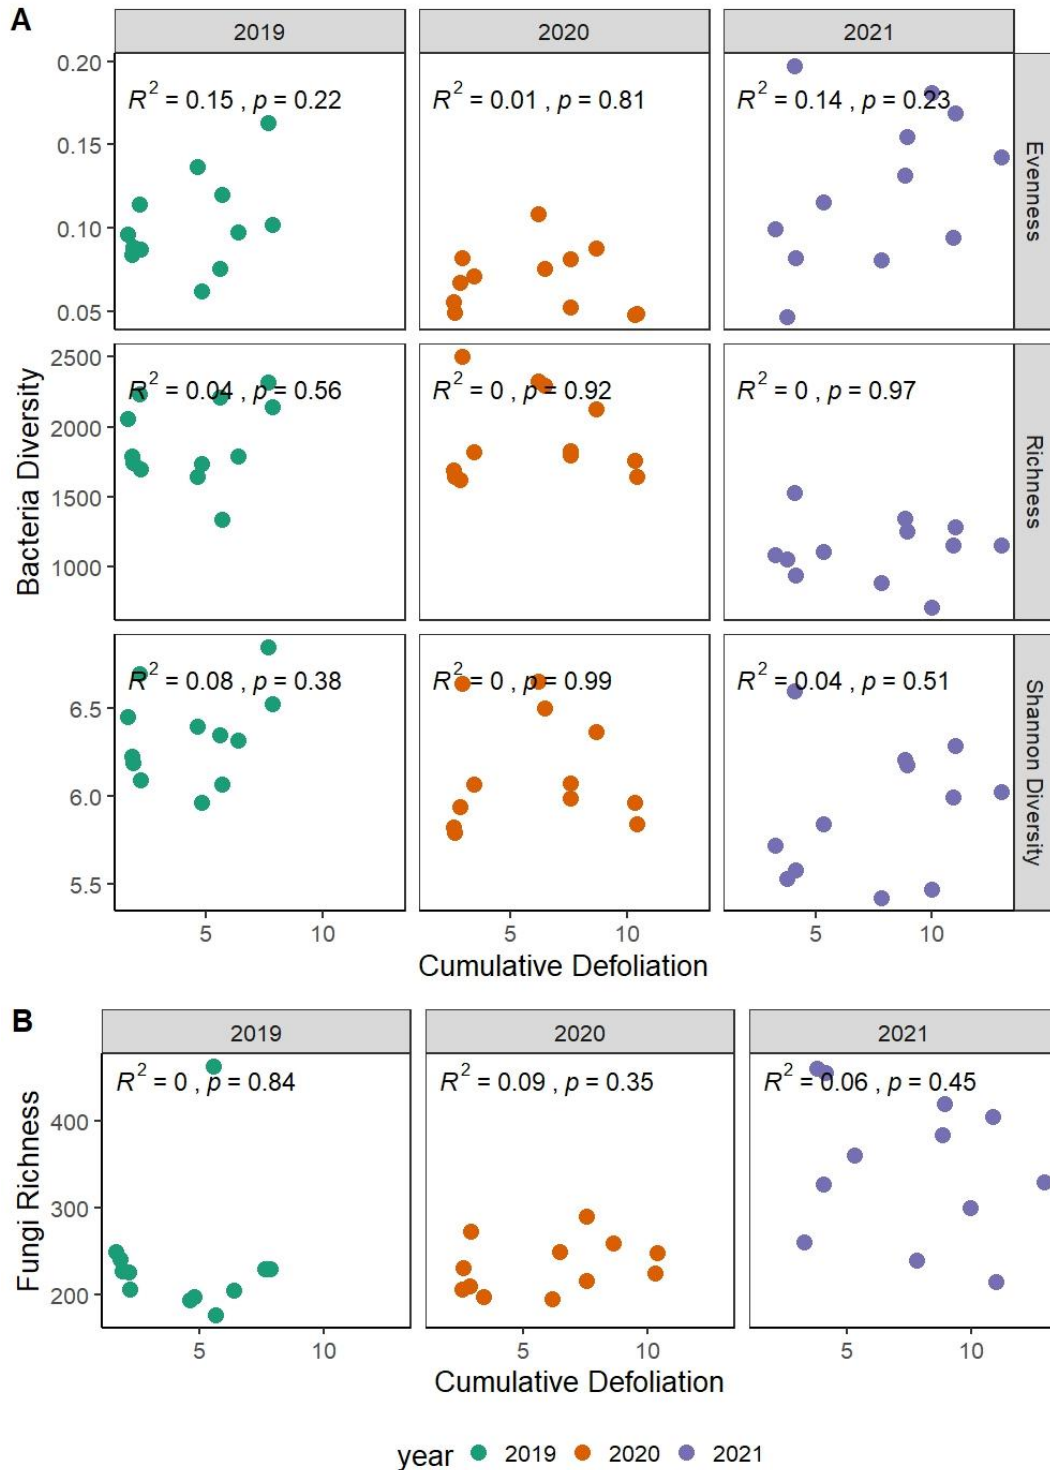 A
2019 2020 2021
0.20
R² = 0.15 , p = 0.22 R² = 0.01 , p = 0.81 R² = 0.14 , p = 0.23
0.15
0.10
0.05
Evenness
2500
R² = 0.04 , p = 0.56 R² = 0 , p = 0.92 R² = 0 , p = 0.97
2000
1500
1000
Richness
Bacteria Diversity
R² = 0.08 , p = 0.38 R² = 0 , p = 0.99 R² = 0.04 , p = 0.51
6.5
6.0
5.5
Shannon Diversity
5 10 5 10 5 10
Cumulative Defoliation
B
2019 2020 2021
R² = 0 , p = 0.84 R² = 0.09 , p = 0.35 R² = 0.06 , p = 0.45
400
300
200
Fungi Richness
5 10 5 10 5 10
Cumulative Defoliation
year 2019 2020 2021